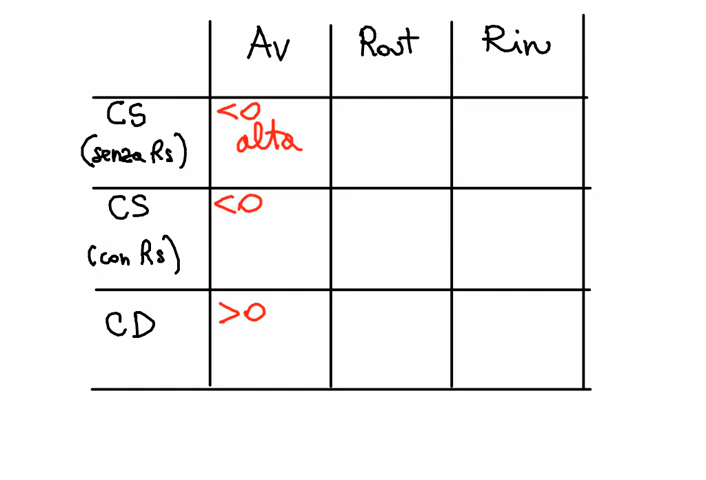 Av Rout Rin
CS <0
(senza Rs) alta
CS <0
(con Rs)
CD >0